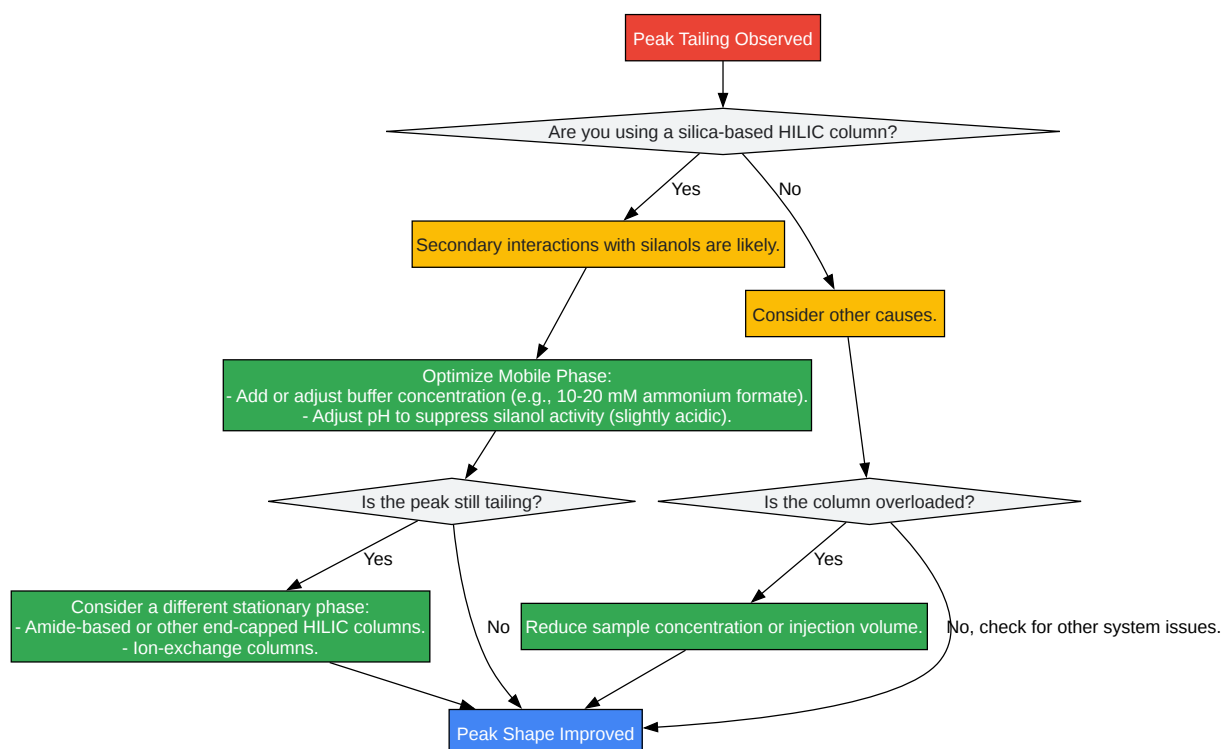 Peak Tailing Observed
Are you using a silica-based HILIC column?
Yes
No
Secondary interactions with silanols are likely.
Consider other causes.
Optimize Mobile Phase:
- Add or adjust buffer concentration (e.g., 10-20 mM ammonium formate).
- Adjust pH to suppress silanol activity (slightly acidic).
Is the peak still tailing?
Is the column overloaded?
Yes
Yes
Consider a different stationary phase:
- Amide-based or other end-capped HILIC columns.
- Ion-exchange columns.
No
Reduce sample concentration or injection volume.
No, check for other system issues.
Peak Shape Improved